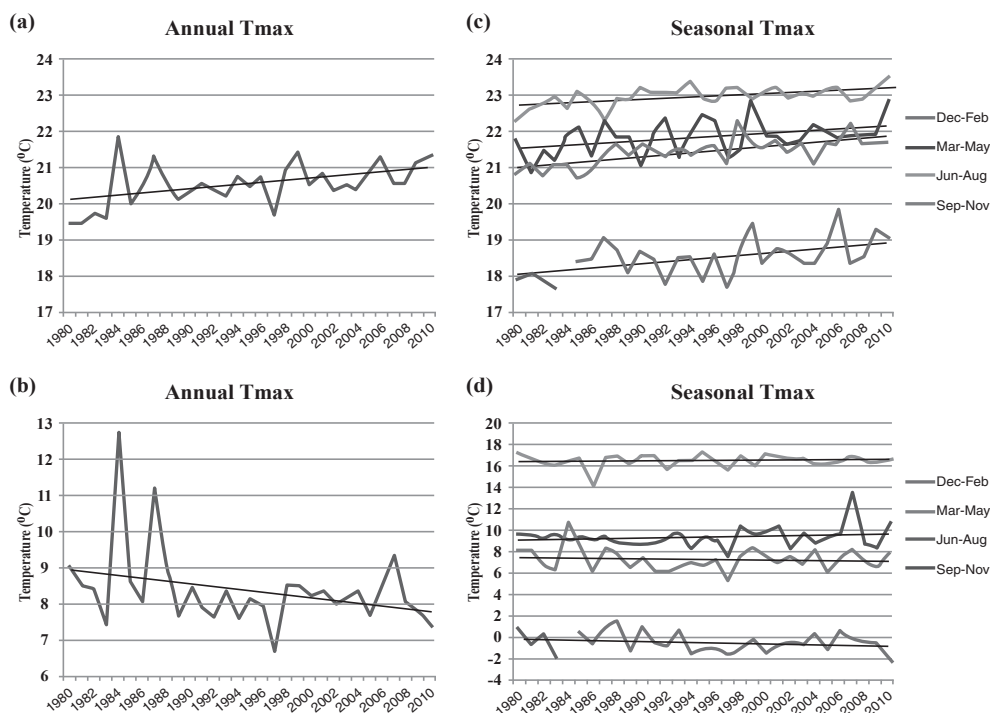 (a)
Annual Tmax
24
23
22
21
20
19
18
17
Temperature (⁰C)
1980 1982 1984 1986 1988 1990 1992 1994 1996 1998 2000 2002 2004 2006 2008 2010
(c)
Seasonal Tmax
24
23
22
21
20
19
18
17
Temperature (⁰C)
1980 1982 1984 1986 1988 1990 1992 1994 1996 1998 2000 2002 2004 2006 2008 2010
Dec-Feb
Mar-May
Jun-Aug
Sep-Nov
(b)
Annual Tmax
13
12
11
10
9
8
7
6
Temperature (⁰C)
1980 1982 1984 1986 1988 1990 1992 1994 1996 1998 2000 2002 2004 2006 2008 2010
(d)
Seasonal Tmax
20
18
16
14
12
10
8
6
4
2
0
-2
-4
Temperature (⁰C)
1980 1982 1984 1986 1988 1990 1992 1994 1996 1998 2000 2002 2004 2006 2008 2010
Dec-Feb
Mar-May
Jun-Aug
Sep-Nov